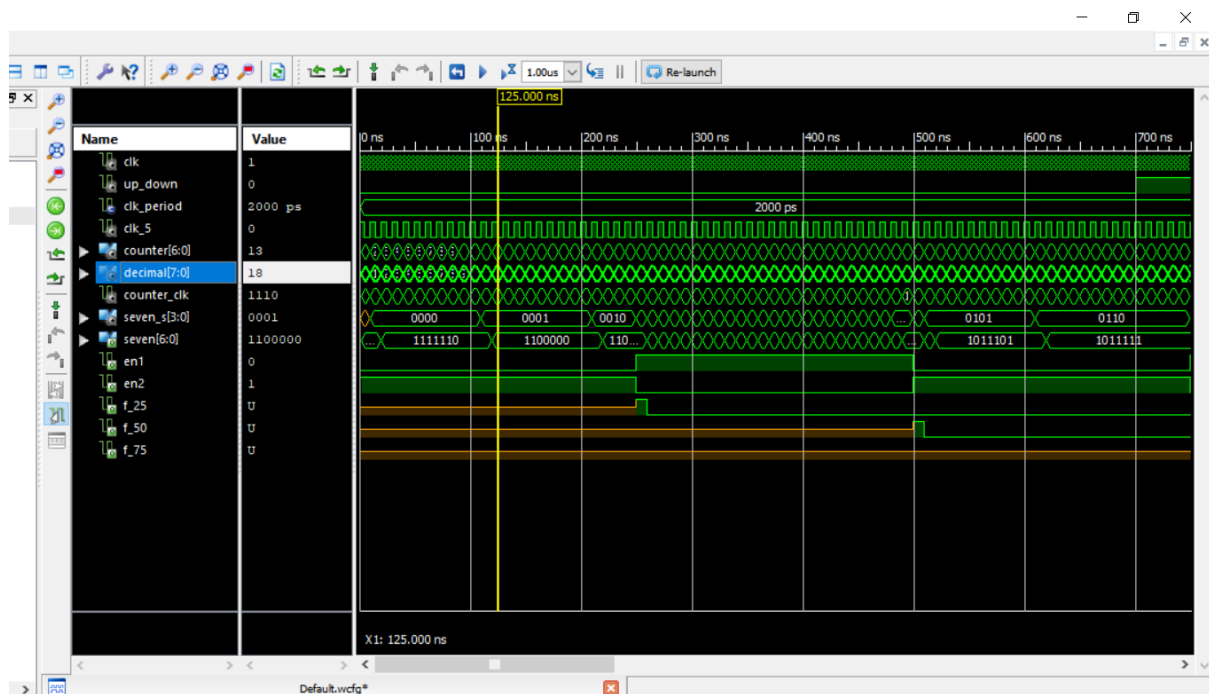 1.00us Re-launch
125.000 ns
Name Value 0 ns 100 ns 200 ns 300 ns 400 ns 500 ns 600 ns 700 ns
clk 1
up_down 0
clk_period 2000 ps 2000 ps
clk_5 0
counter[6:0] 13
decimal[7:0] 18
counter_clk 1110
seven_s[3:0] 0001 0000 0001 0010 ... 0101 0110
seven[6:0] 1100000 ... 1111110 1100000 110... ... 1011101 1011111
en1 0
en2 1
f_25 U
f_50 U
f_75 U
X1: 125.000 ns
Default.wcfg*